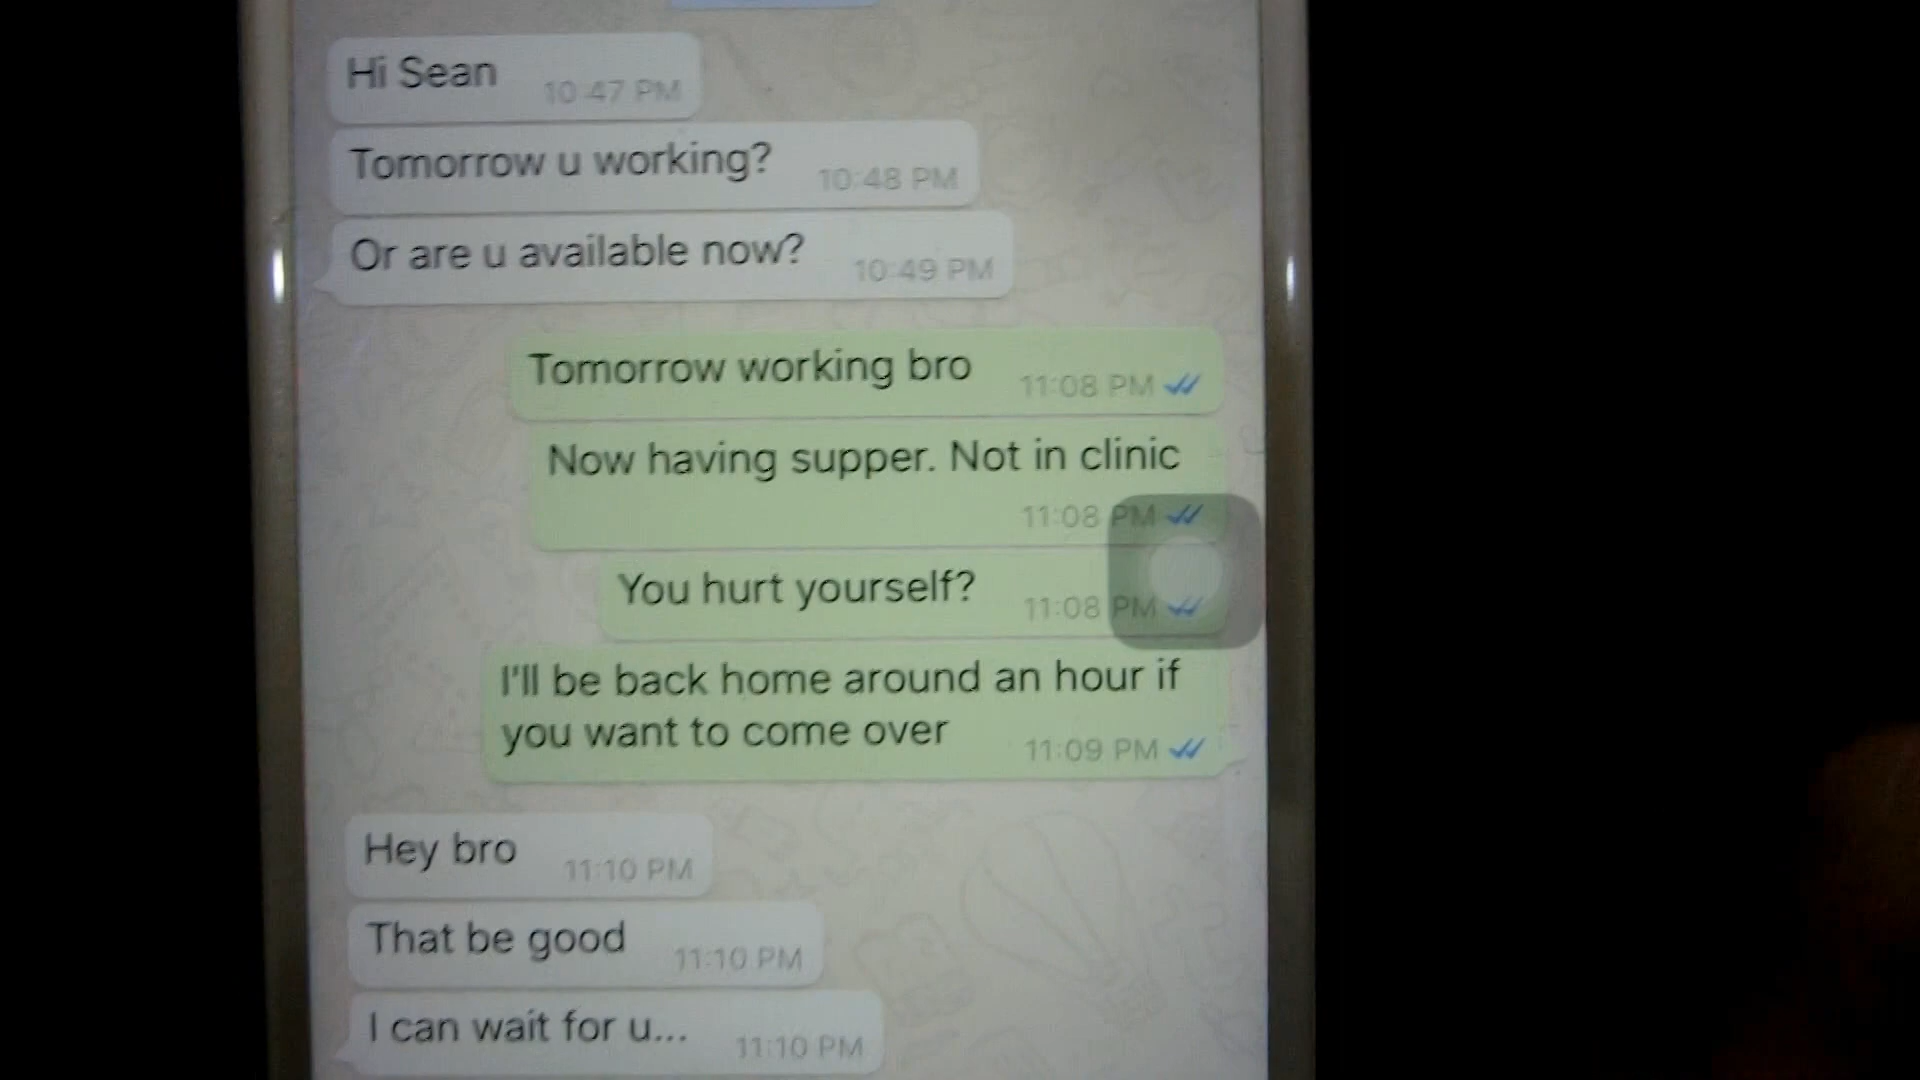 Hi Sean
10:47 PM
Tomorrow u working?
10:48 PM
Or are u available now?
10:49 PM
Tomorrow working bro
11:08 PM
Now having supper. Not in clinic
11:08 PM
You hurt yourself?
11:08 PM
I'll be back home around an hour if
you want to come over
11:09 PM
Hey bro
11:10 PM
That be good
11:10 PM
I can wait for u...
11:10 PM